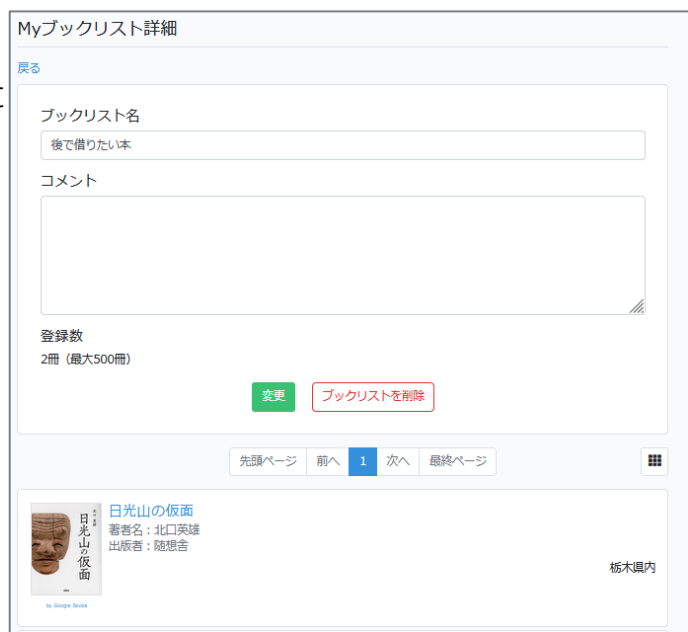 Myブックリスト詳細
戻る
ブックリスト名
後で借りたい本
コメント
登録数
2冊（最大500冊）
変更 ブックリストを削除
先頭ページ 前へ 1 次へ 最終ページ
日光山の仮面
日光山の仮面
著者名：北口英雄
出版者：随想舎
栃木県内
by Google Books